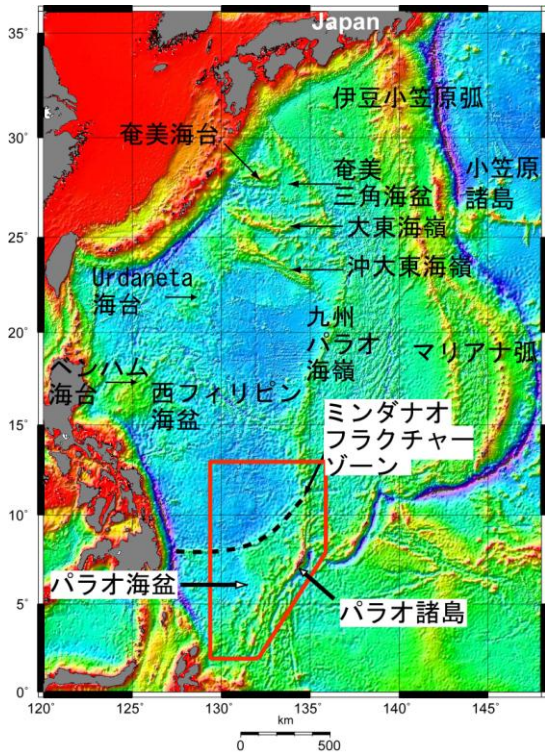 Japan
35°
伊豆小笠原弧
奄美海台
30°
奄美
三角海盆
小笠原
諸島
大東海嶺
25°
沖大東海嶺
Urdaneta
海台
九州
パラオ
海嶺
20°
マリアナ弧
ベンハム
海台
西フィリピン
海盆
15°
ミンダナオ
フラクチャー
ゾーン
10°
パラオ海盆
5°
パラオ諸島
0°
120° 125° 130° 135° 140° 145°
km
0 500